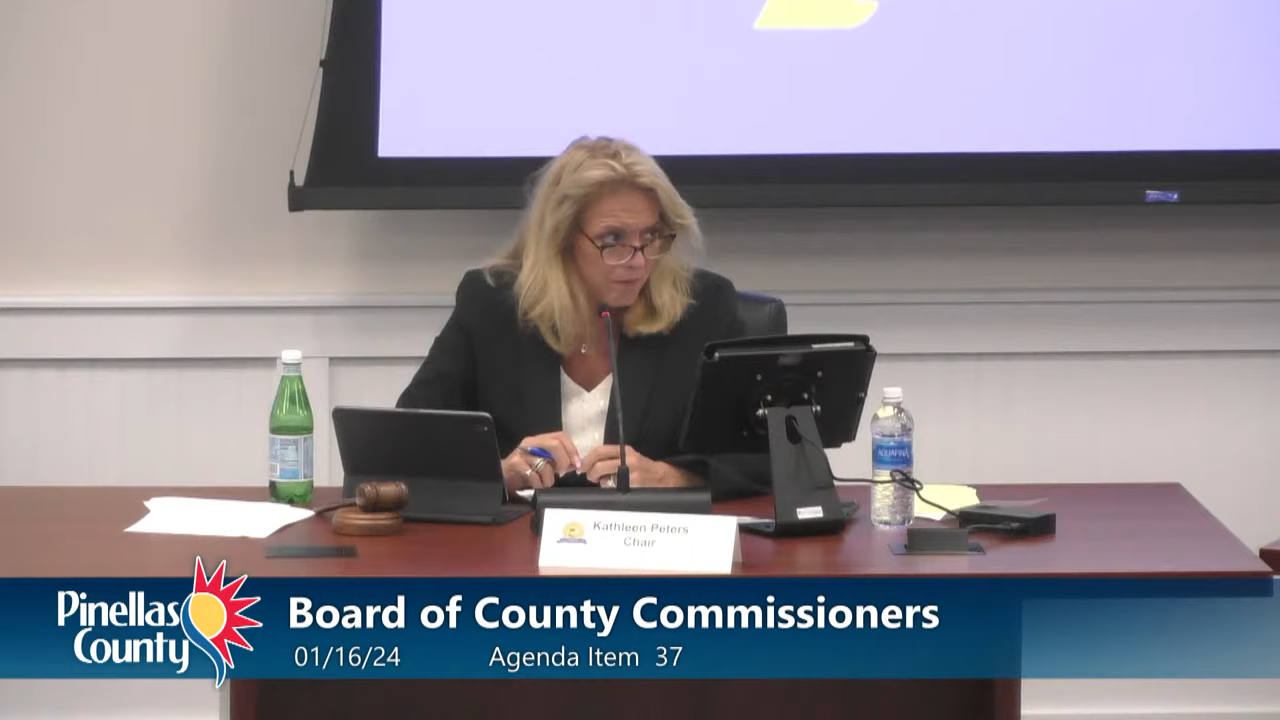 AQUAFINA
Kathleen Peters
Chair
Pinellas
County
Board of County Commissioners
01/16/24
Agenda Item 37